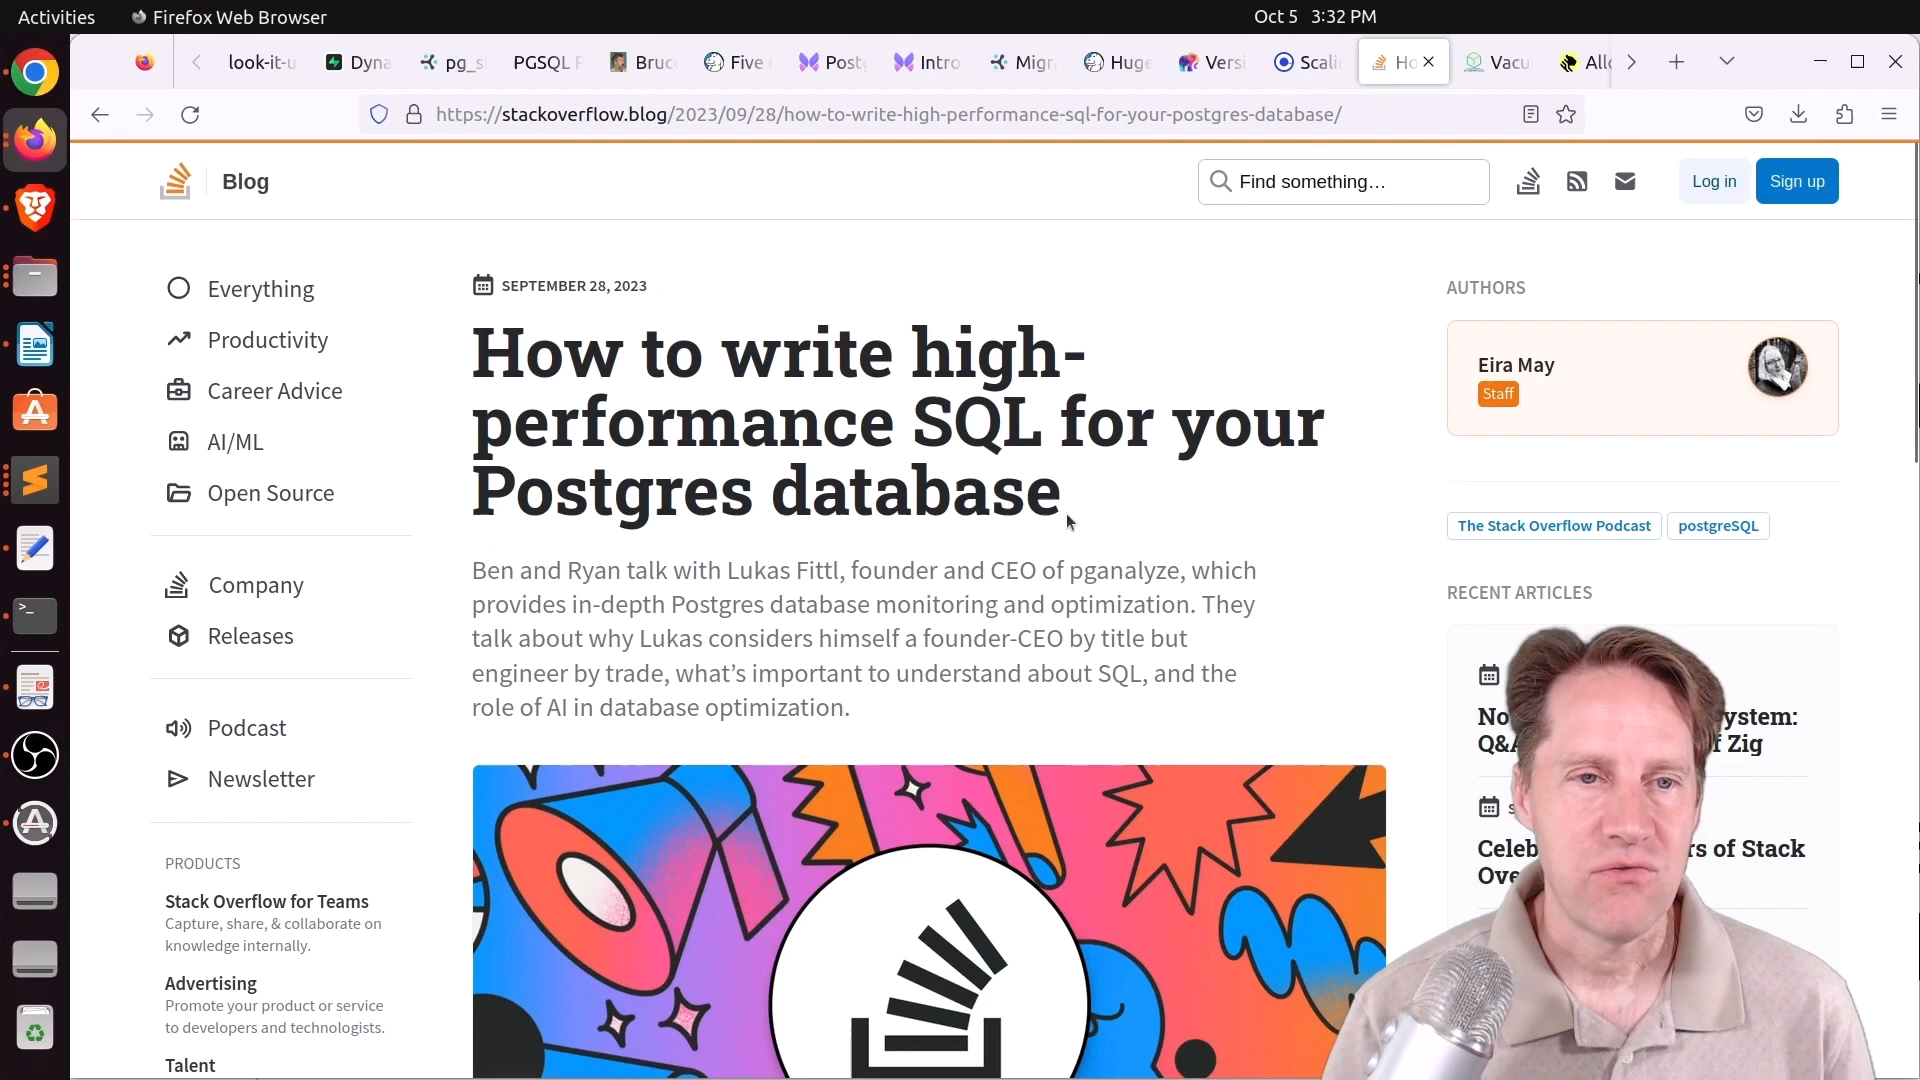 Activities
Firefox Web Browser
Oct 5 3:32 PM
look-it-u
Dyna
pg_s
PGSQL F
Bruc
Five
Post
Intro
Migr
Huge
Versi
Scali
Ho
Vacu
Allo
https://stackoverflow.blog/2023/09/28/how-to-write-high-performance-sql-for-your-postgres-database/
Blog
Find something...
Log in
Sign up
Everything
Productivity
Career Advice
AI/ML
Open Source
Company
Releases
Podcast
Newsletter
PRODUCTS
Stack Overflow for Teams
Capture, share, & collaborate on
knowledge internally.
Advertising
Promote your product or service
to developers and technologists.
Talent
SEPTEMBER 28, 2023
How to write high-
performance SQL for your
Postgres database
Ben and Ryan talk with Lukas Fittl, founder and CEO of pganalyze, which
provides in-depth Postgres database monitoring and optimization. They
talk about why Lukas considers himself a founder-CEO by title but
engineer by trade, what’s important to understand about SQL, and the
role of AI in database optimization.
AUTHORS
Eira May
Staff
The Stack Overflow Podcast
postgreSQL
RECENT ARTICLES
No ystem:
Q&A f Zig
Celeb rs of Stack
Ove